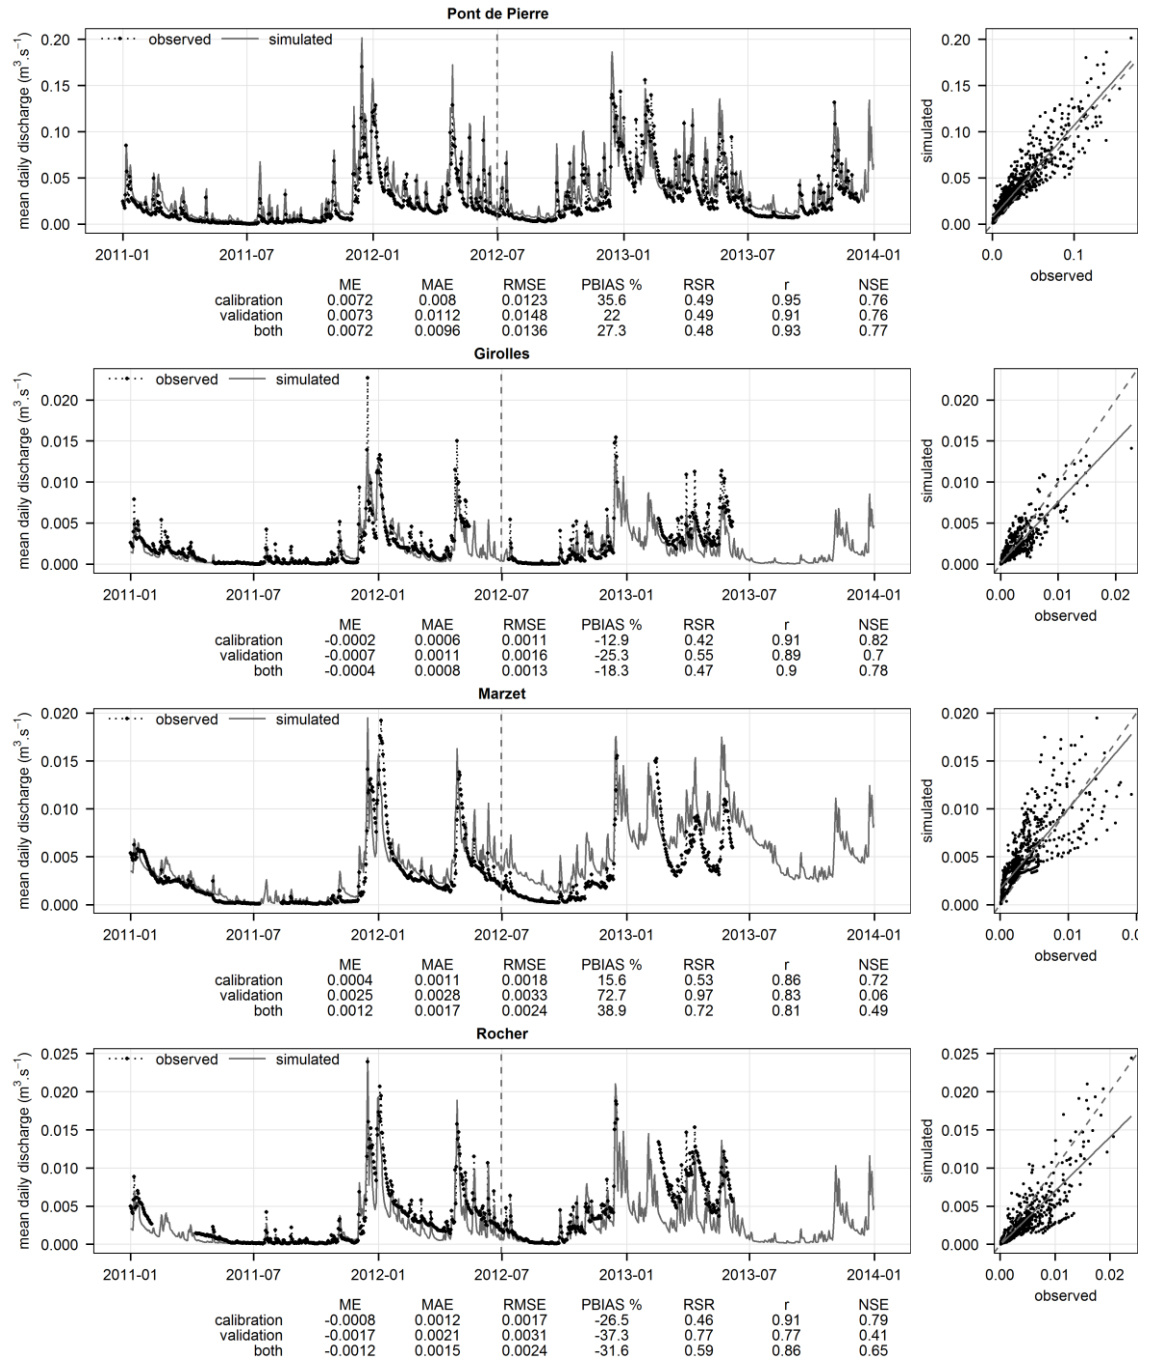 Pont de Pierre
mean daily discharge (m³.s⁻¹)
observed simulated
0.20
0.15
0.10
0.05
0.00
2011-01 2011-07 2012-01 2012-07 2013-01 2013-07 2014-01
simulated
0.20
0.15
0.10
0.05
0.00
0.0 0.1
observed
ME MAE RMSE PBIAS % RSR r NSE
calibration 0.0072 0.008 0.0123 35.6 0.49 0.95 0.76
validation 0.0073 0.0112 0.0148 22 0.49 0.91 0.76
both 0.0072 0.0096 0.0136 27.3 0.48 0.93 0.77
Girolles
mean daily discharge (m³.s⁻¹)
observed simulated
0.020
0.015
0.010
0.005
0.000
2011-01 2011-07 2012-01 2012-07 2013-01 2013-07 2014-01
simulated
0.020
0.015
0.010
0.005
0.000
0.00 0.01 0.02
observed
ME MAE RMSE PBIAS % RSR r NSE
calibration -0.0002 0.0006 0.0011 -12.9 0.42 0.91 0.82
validation -0.0007 0.0011 0.0016 -25.3 0.55 0.89 0.7
both -0.0004 0.0008 0.0013 -18.3 0.47 0.9 0.78
Marzet
mean daily discharge (m³.s⁻¹)
observed simulated
0.020
0.015
0.010
0.005
0.000
2011-01 2011-07 2012-01 2012-07 2013-01 2013-07 2014-01
simulated
0.020
0.015
0.010
0.005
0.000
0.00 0.01
observed
ME MAE RMSE PBIAS % RSR r NSE
calibration 0.0004 0.0011 0.0018 15.6 0.53 0.86 0.72
validation 0.0025 0.0028 0.0033 72.7 0.97 0.83 0.06
both 0.0012 0.0017 0.0024 38.9 0.72 0.81 0.49
Rocher
mean daily discharge (m³.s⁻¹)
observed simulated
0.025
0.020
0.015
0.010
0.005
0.000
2011-01 2011-07 2012-01 2012-07 2013-01 2013-07 2014-01
simulated
0.025
0.020
0.015
0.010
0.005
0.000
0.00 0.01 0.02
observed
ME MAE RMSE PBIAS % RSR r NSE
calibration -0.0008 0.0012 0.0017 -26.5 0.46 0.91 0.79
validation -0.0017 0.0021 0.0031 -37.3 0.77 0.77 0.41
both -0.0012 0.0015 0.0024 -31.6 0.59 0.86 0.65